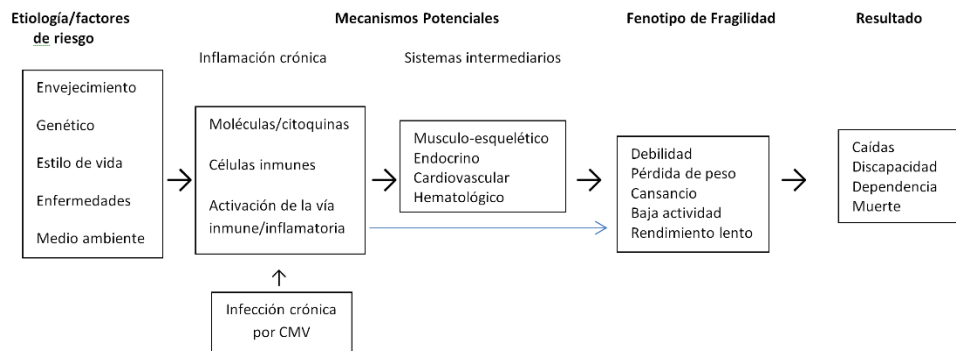 Etiología/factores
de riesgo
Mecanismos Potenciales
Fenotipo de Fragilidad
Resultado
Inflamación crónica
Sistemas intermediarios
Envejecimiento
Genético
Estilo de vida
Enfermedades
Medio ambiente
Moléculas/citoquinas
Células inmunes
Activación de la vía
inmune/inflamatoria
Musculo-esquelético
Endocrino
Cardiovascular
Hematológico
Debilidad
Pérdida de peso
Cansancio
Baja actividad
Rendimiento lento
Caídas
Discapacidad
Dependencia
Muerte
Infección crónica
por CMV